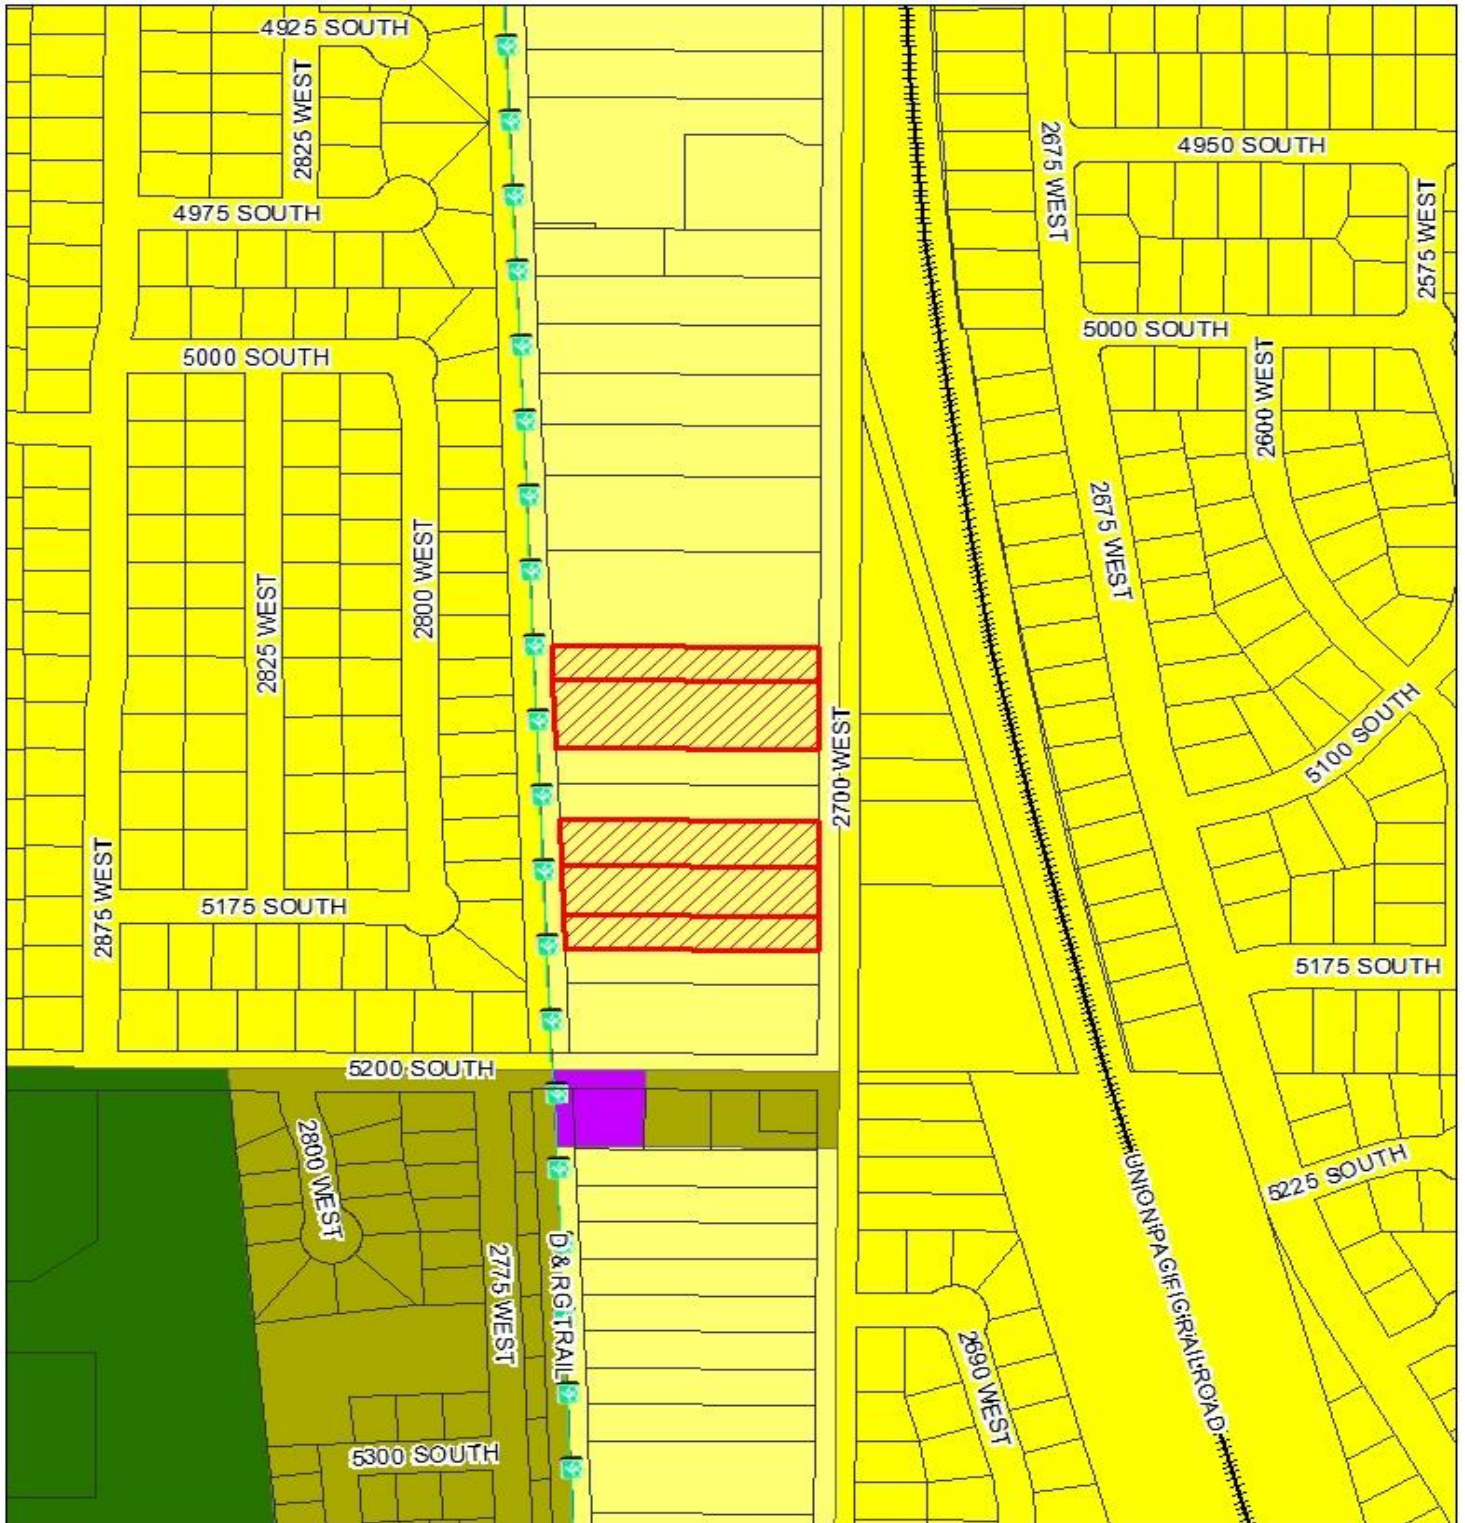 4925 SOUTH
2825 WEST
4975 SOUTH
2675 WEST
4950 SOUTH
2575 WEST
5000 SOUTH
5000 SOUTH
2600 WEST
2675 WEST
2800 WEST
2825 WEST
2700 WEST
5100 SOUTH
2875 WEST
5175 SOUTH
5175 SOUTH
5200 SOUTH
2800 WEST
2775 WEST
D & RG TRAIL
UNION PACIFIC RAILROAD
5225 SOUTH
2690 WEST
5300 SOUTH